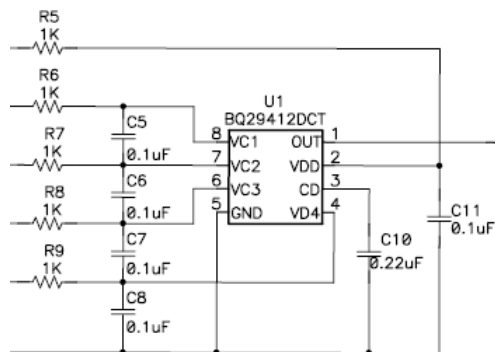 R5
1K
R6
1K
R7
1K
R8
1K
R9
1K
C5
0.1uF
C6
0.1uF
C7
0.1uF
C8
0.1uF
U1
BQ29412DCT
8 VC1 OUT 1
7 VC2 VDD 2
6 VC3 CD 3
5 GND VD4 4
C10
0.22uF
C11
0.1uF